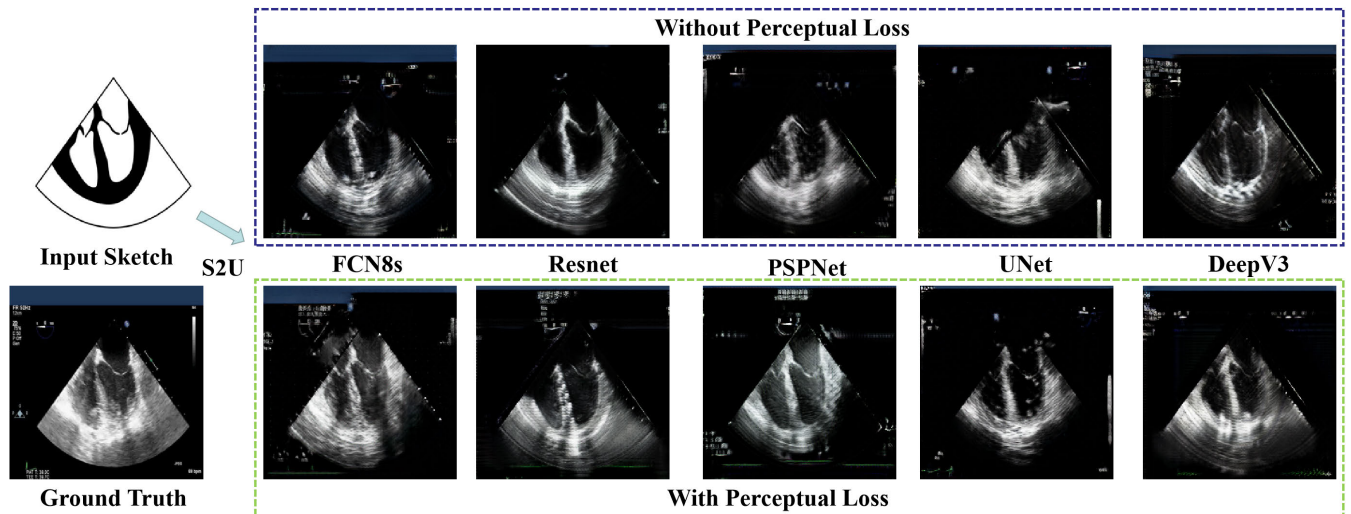 Without Perceptual Loss
Input Sketch
S2U
FCN8s
Resnet
PSPNet
UNet
DeepV3
Ground Truth
With Perceptual Loss